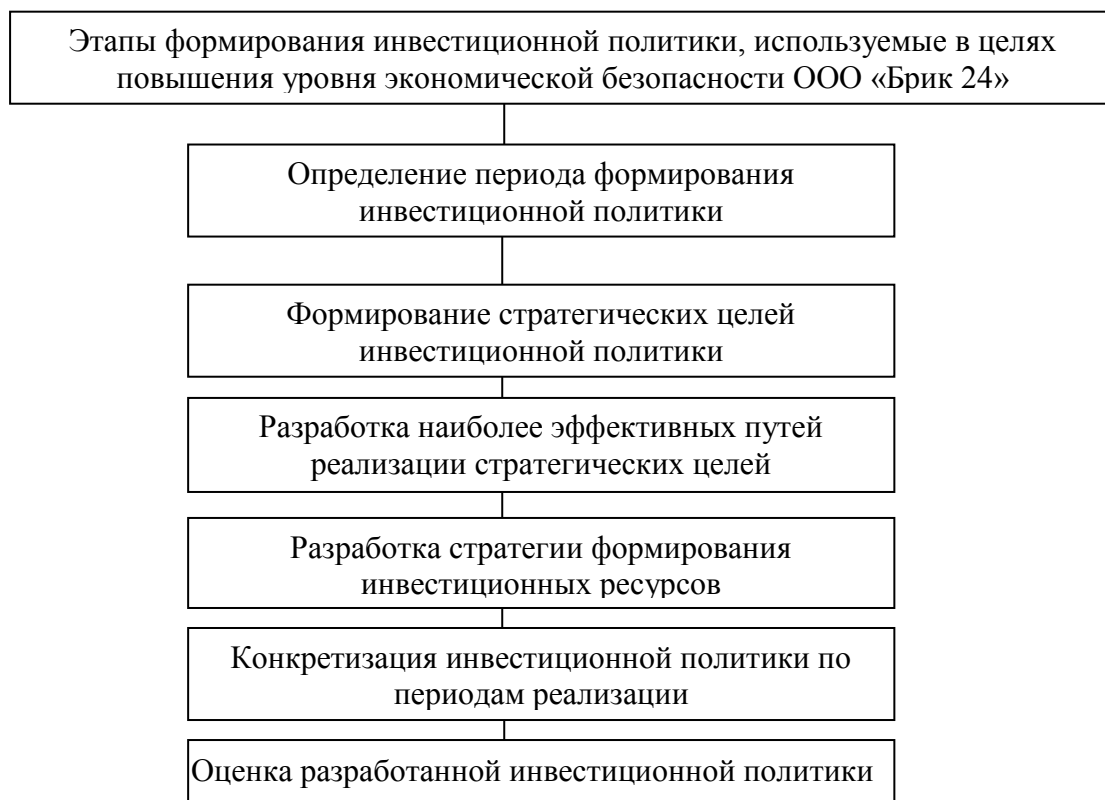 Этапы формирования инвестиционной политики, используемые в целях
повышения уровня экономической безопасности ООО «Брик 24»
Определение периода формирования
инвестиционной политики
Формирование стратегических целей
инвестиционной политики
Разработка наиболее эффективных путей
реализации стратегических целей
Разработка стратегии формирования
инвестиционных ресурсов
Конкретизация инвестиционной политики по
периодам реализации
Оценка разработанной инвестиционной политики